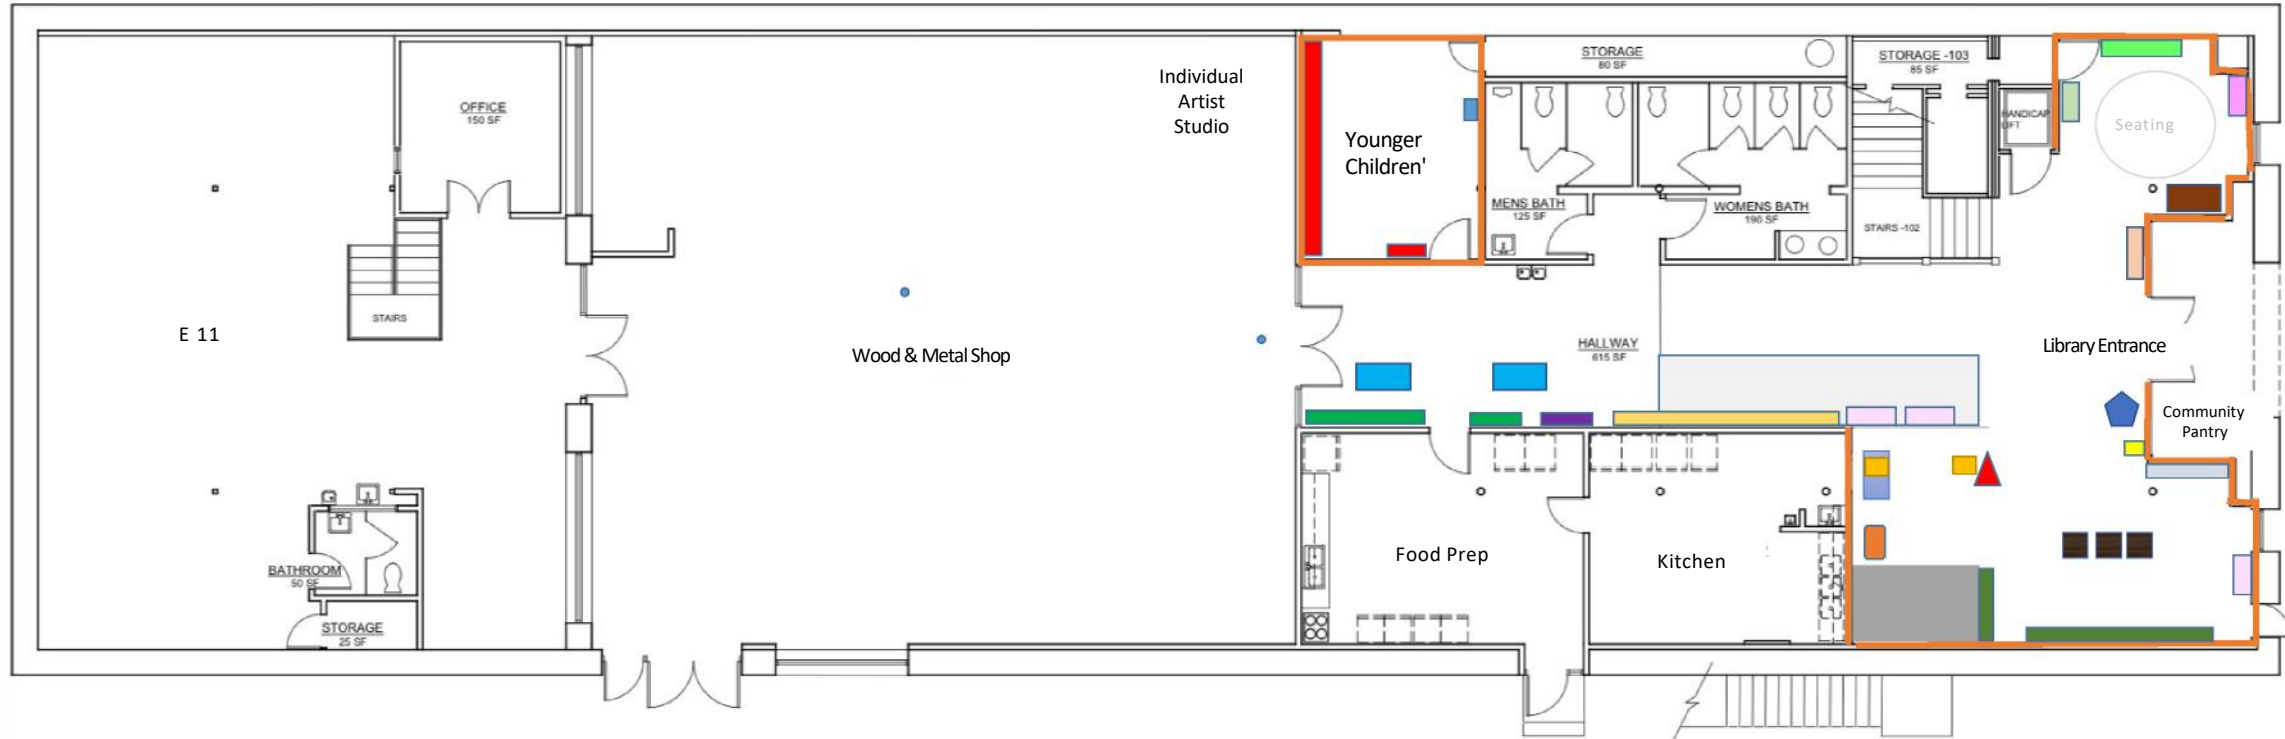 OFFICE
150 SF
Individual
Artist
Studio
Younger
Children'
STORAGE
80 SF
STORAGE -103
85 SF
HANDICAP
LIFT
Seating
MENS BATH
125 SF
WOMENS BATH
190 SF
STAIRS -102
STAIRS
E 11
Wood & Metal Shop
HALLWAY
615 SF
Library Entrance
Community
Pantry
Food Prep
Kitchen
BATHROOM
50 SF
STORAGE
25 SF